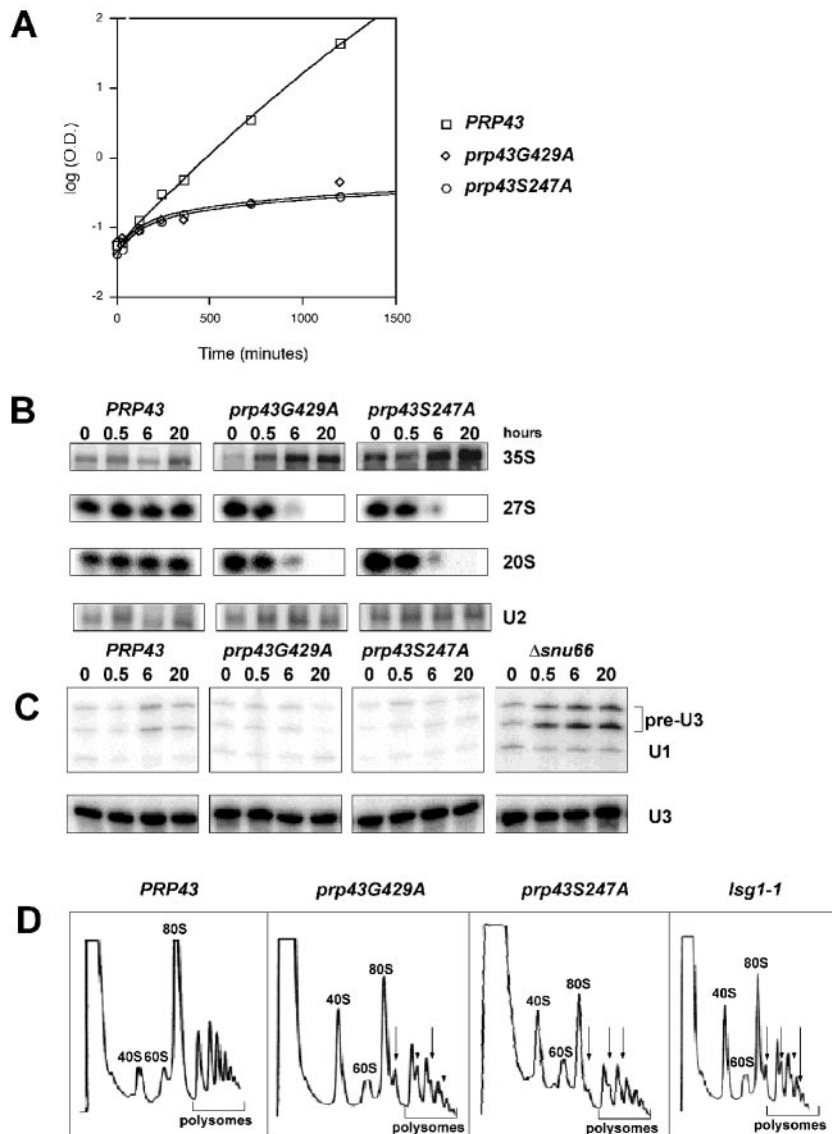 A
2
1
0
-1
-2
log (O.D.)
0 500 1000 1500
Time (minutes)
PRP43
prp43G429A
prp43S247A
B
PRP43 prp43G429A prp43S247A
0 0.5 6 20 0 0.5 6 20 0 0.5 6 20 hours
35S
27S
20S
U2
PRP43 prp43G429A prp43S247A Δsnu66
0 0.5 6 20 0 0.5 6 20 0 0.5 6 20 0 0.5 6 20
C
pre-U3
U1
U3
PRP43 prp43G429A prp43S247A lsg1-1
D
80S
40S 60S
polysomes
80S
40S
60S
polysomes
80S
40S
60S
polysomes
80S
40S
60S
polysomes